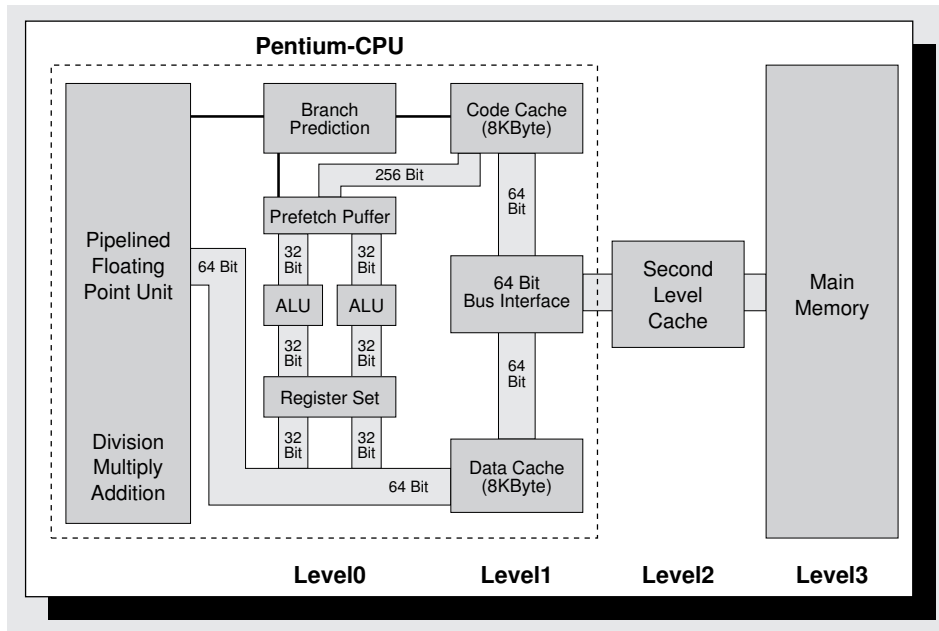 Pentium-CPU
Branch
Prediction
Code Cache
(8KByte)
256 Bit
64
Bit
Prefetch Puffer
Pipelined
Floating
Point Unit
64 Bit
32
Bit
32
Bit
ALU
ALU
64 Bit
Bus Interface
Second
Level
Cache
Main
Memory
32
Bit
32
Bit
64
Bit
Register Set
32
Bit
32
Bit
Division
Multiply
Addition
64 Bit
Data Cache
(8KByte)
Level0
Level1
Level2
Level3